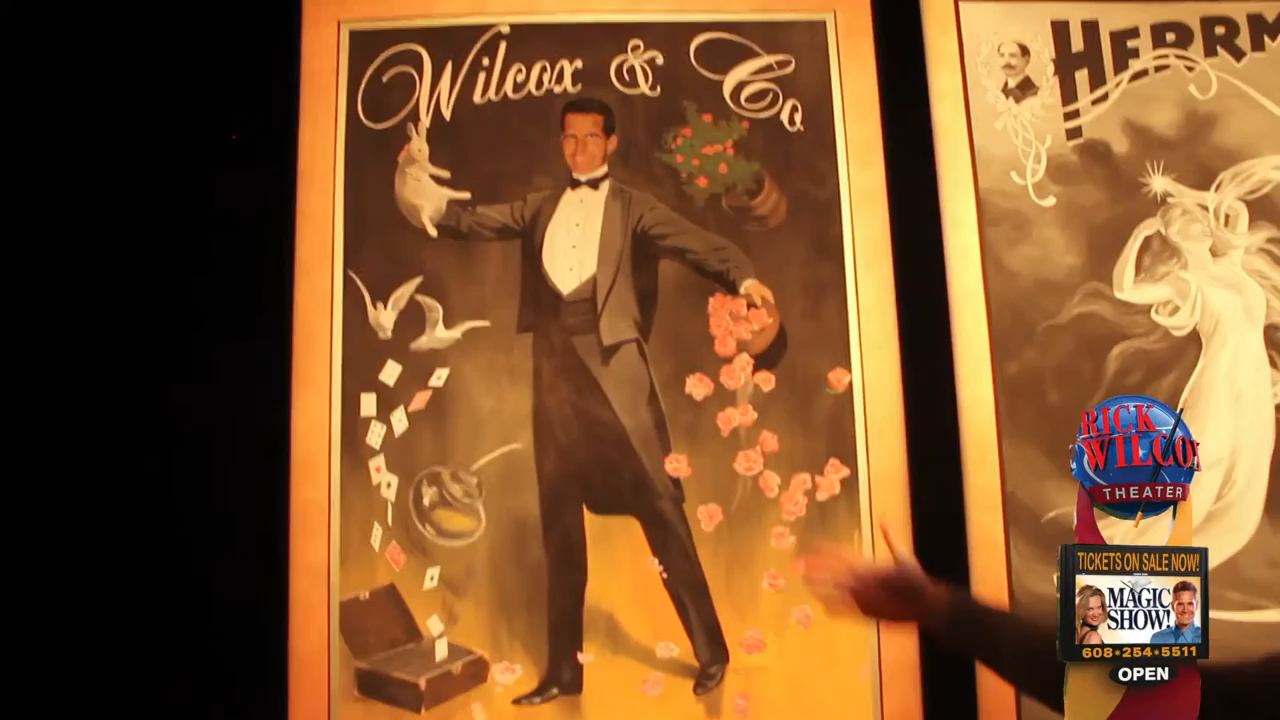 Wilcox & Co
HERRM
RICK
WILCOX
THEATER
TICKETS ON SALE NOW!
MAGIC
SHOW!
608•254•5511
OPEN